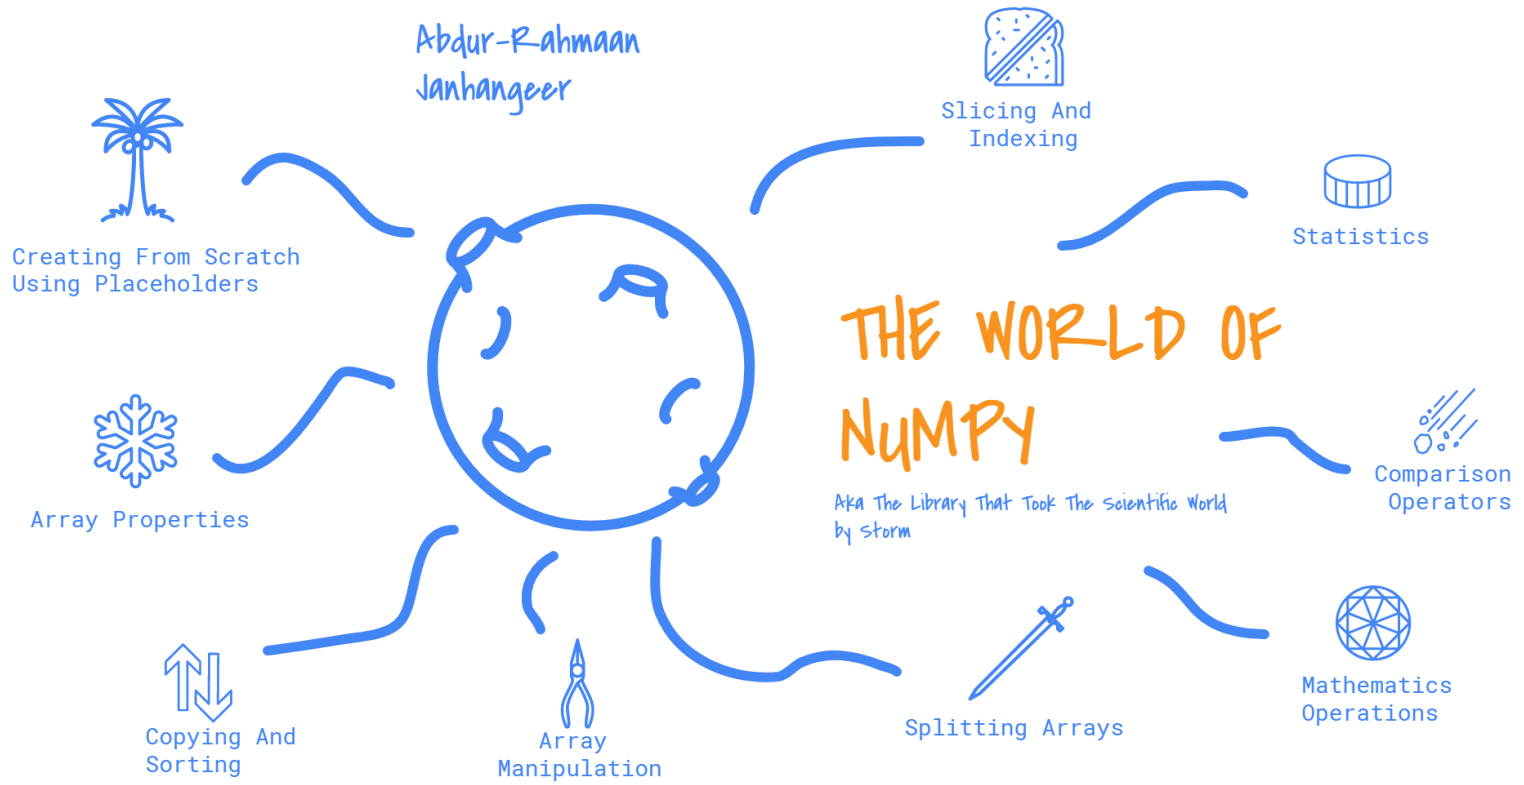 Abdur-Rahmaan
Janhangeer
Slicing And
Indexing
Statistics
Creating From Scratch
Using Placeholders
THE WORLD OF
NuMPY
Aka The Library That Took The Scientific World
by Storm
Comparison
Operators
Array Properties
Mathematics
Operations
Splitting Arrays
Copying And
Sorting
Array
Manipulation